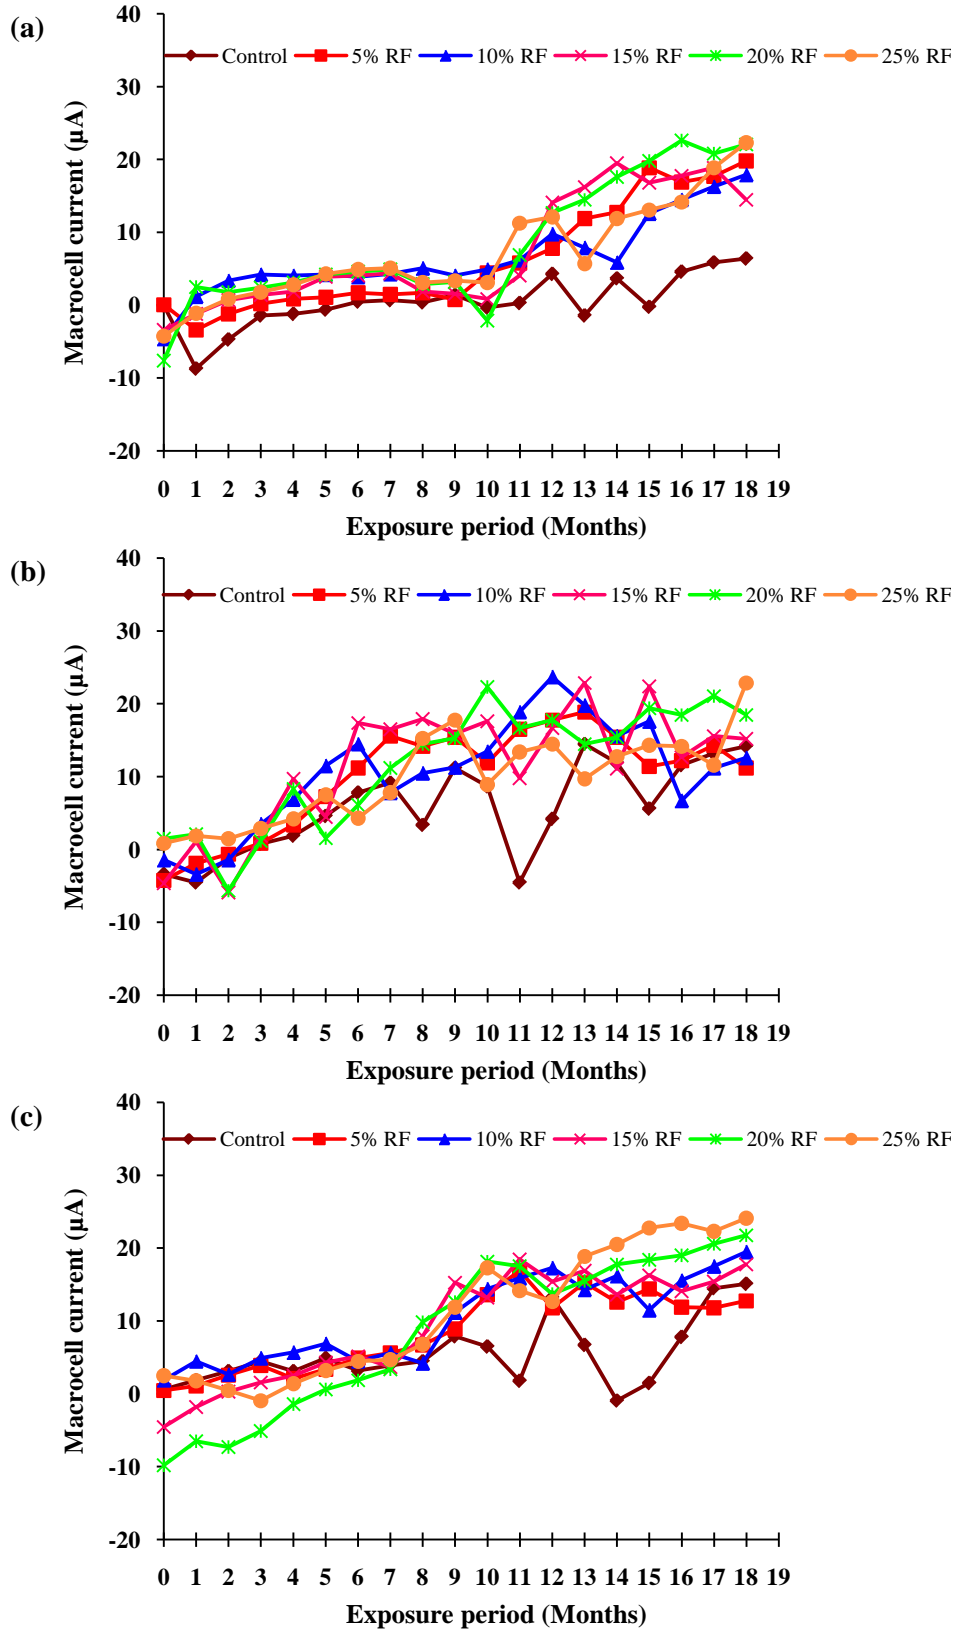 (a)
40
Control 5% RF 10% RF 15% RF 20% RF 25% RF
30
20
10
0
-10
-20
Macrocell current (µA)
0 1 2 3 4 5 6 7 8 9 10 11 12 13 14 15 16 17 18 19
Exposure period (Months)
(b)
40
Control 5% RF 10% RF 15% RF 20% RF 25% RF
30
20
10
0
-10
-20
Macrocell current (µA)
0 1 2 3 4 5 6 7 8 9 10 11 12 13 14 15 16 17 18 19
Exposure period (Months)
(c)
40
Control 5% RF 10% RF 15% RF 20% RF 25% RF
30
20
10
0
-10
-20
Macrocell current (µA)
0 1 2 3 4 5 6 7 8 9 10 11 12 13 14 15 16 17 18 19
Exposure period (Months)